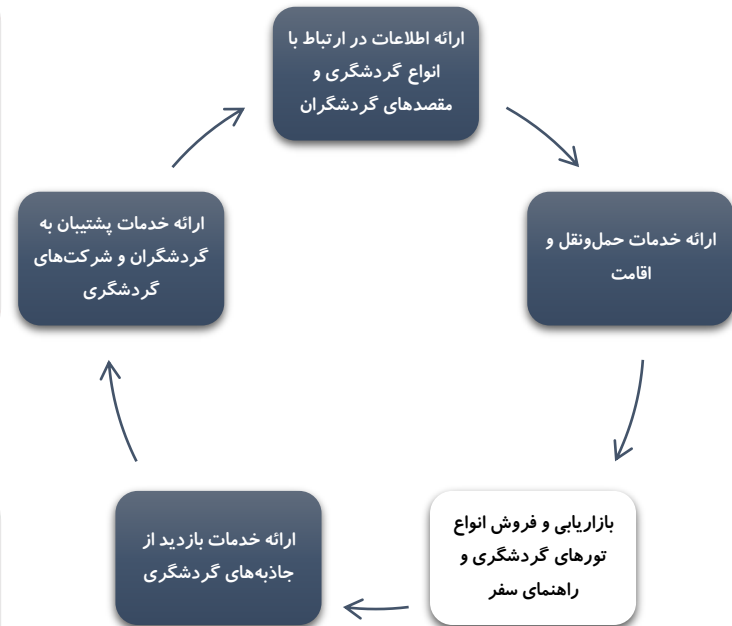 ارائه اطلاعات در ارتباط با
انواع گردشگری و
مقصدهای گردشگران
ارائه خدمات حمل‌ونقل و
اقامت
بازاریابی و فروش انواع
تورهای گردشگری و
راهنمای سفر
ارائه خدمات بازدید از
جاذبه‌های گردشگری
ارائه خدمات پشتیبان به
گردشگران و شرکت‌های
گردشگری